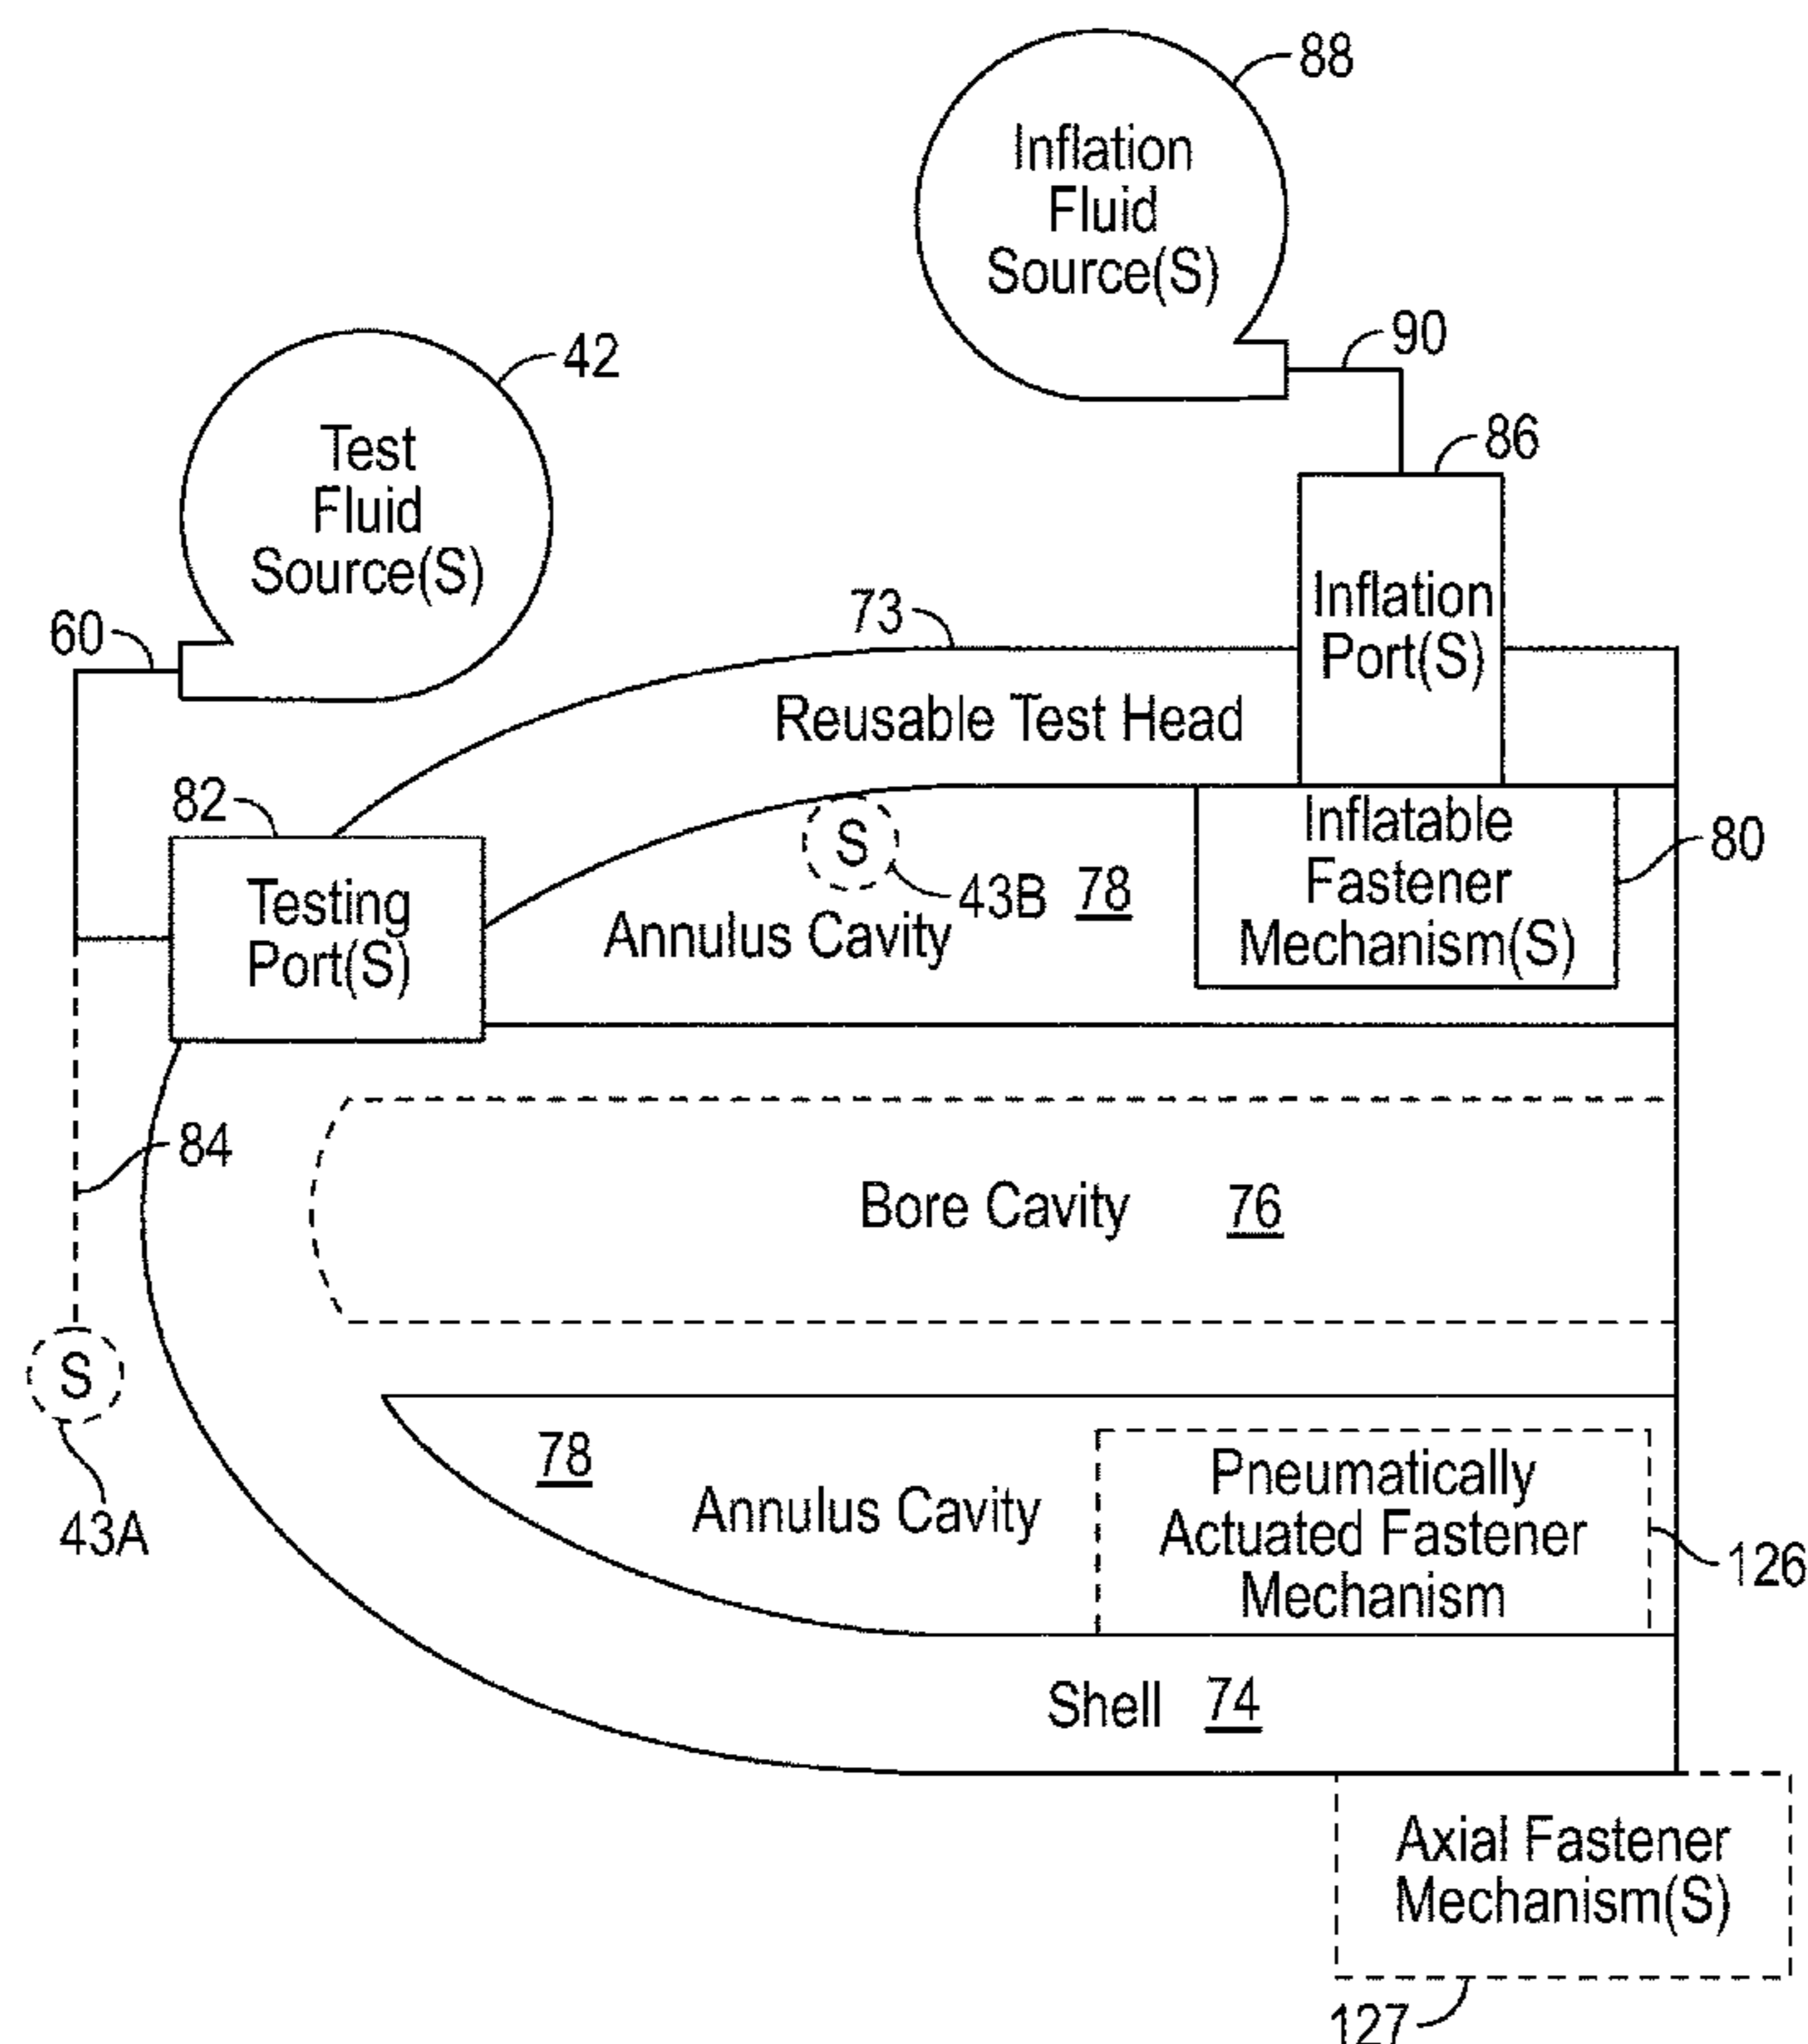 88
Inflation
Fluid
Source(S)
90
42
Test
Fluid
Source(S)
86
60
73
Inflation
Port(S)
Reusable Test Head
82
Inflatable
Fastener
Mechanism(S)
80
S
43B
78
Testing
Port(S)
Annulus Cavity
84
Bore Cavity 76
S
43A
78
Annulus Cavity
Pneumatically
Actuated Fastener
Mechanism
126
Shell 74
Axial Fastener
Mechanism(S)
127